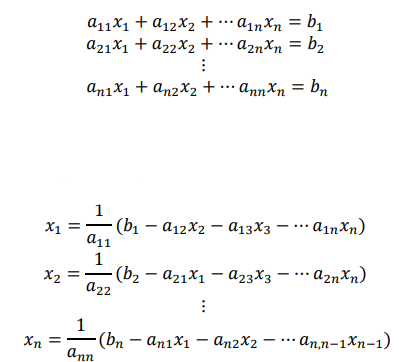 a₁₁x₁ + a₁₂x₂ + ⋯ a₁ₙxₙ = b₁
a₂₁x₁ + a₂₂x₂ + ⋯ a₂ₙxₙ = b₂
⋮
aₙ₁x₁ + aₙ₂x₂ + ⋯ aₙₙxₙ = bₙ
x₁ = 1/a₁₁ (b₁ − a₁₂x₂ − a₁₃x₃ − ⋯ a₁ₙxₙ)
x₂ = 1/a₂₂ (b₂ − a₂₁x₁ − a₂₃x₃ − ⋯ a₂ₙxₙ)
⋮
xₙ = 1/aₙₙ (bₙ − aₙ₁x₁ − aₙ₂x₂ − ⋯ aₙ,ₙ₋₁xₙ₋₁)